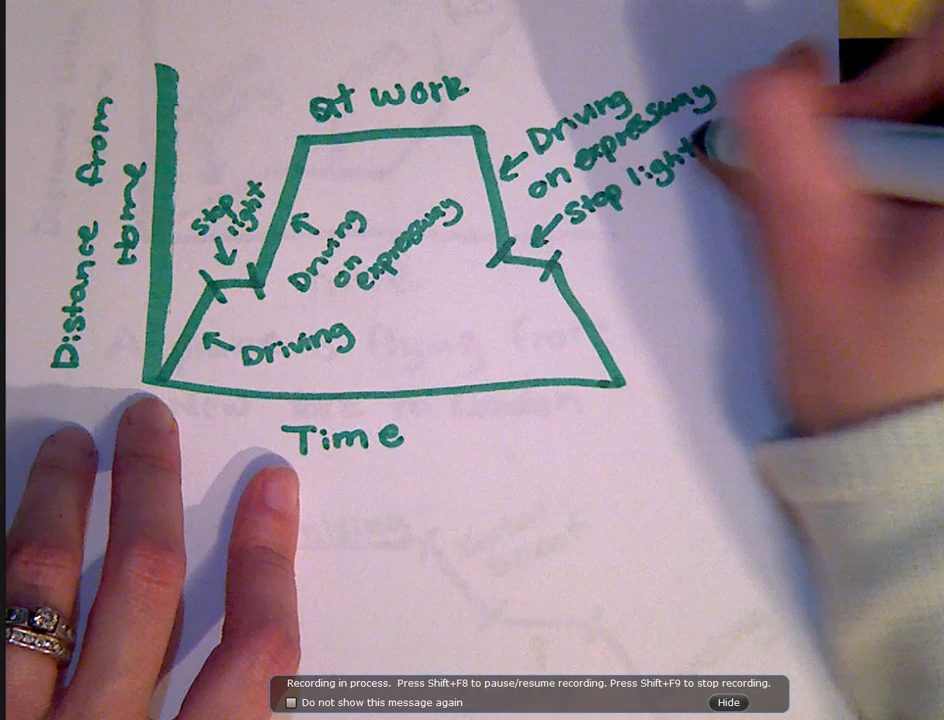 at work
Distance from
Home
Stop
light
Driving
on
expressway
Driving
on expressway
Stop light
Driving
Time
Recording in process. Press Shift+F8 to pause/resume recording. Press Shift+F9 to stop recording.
Do not show this message again
Hide